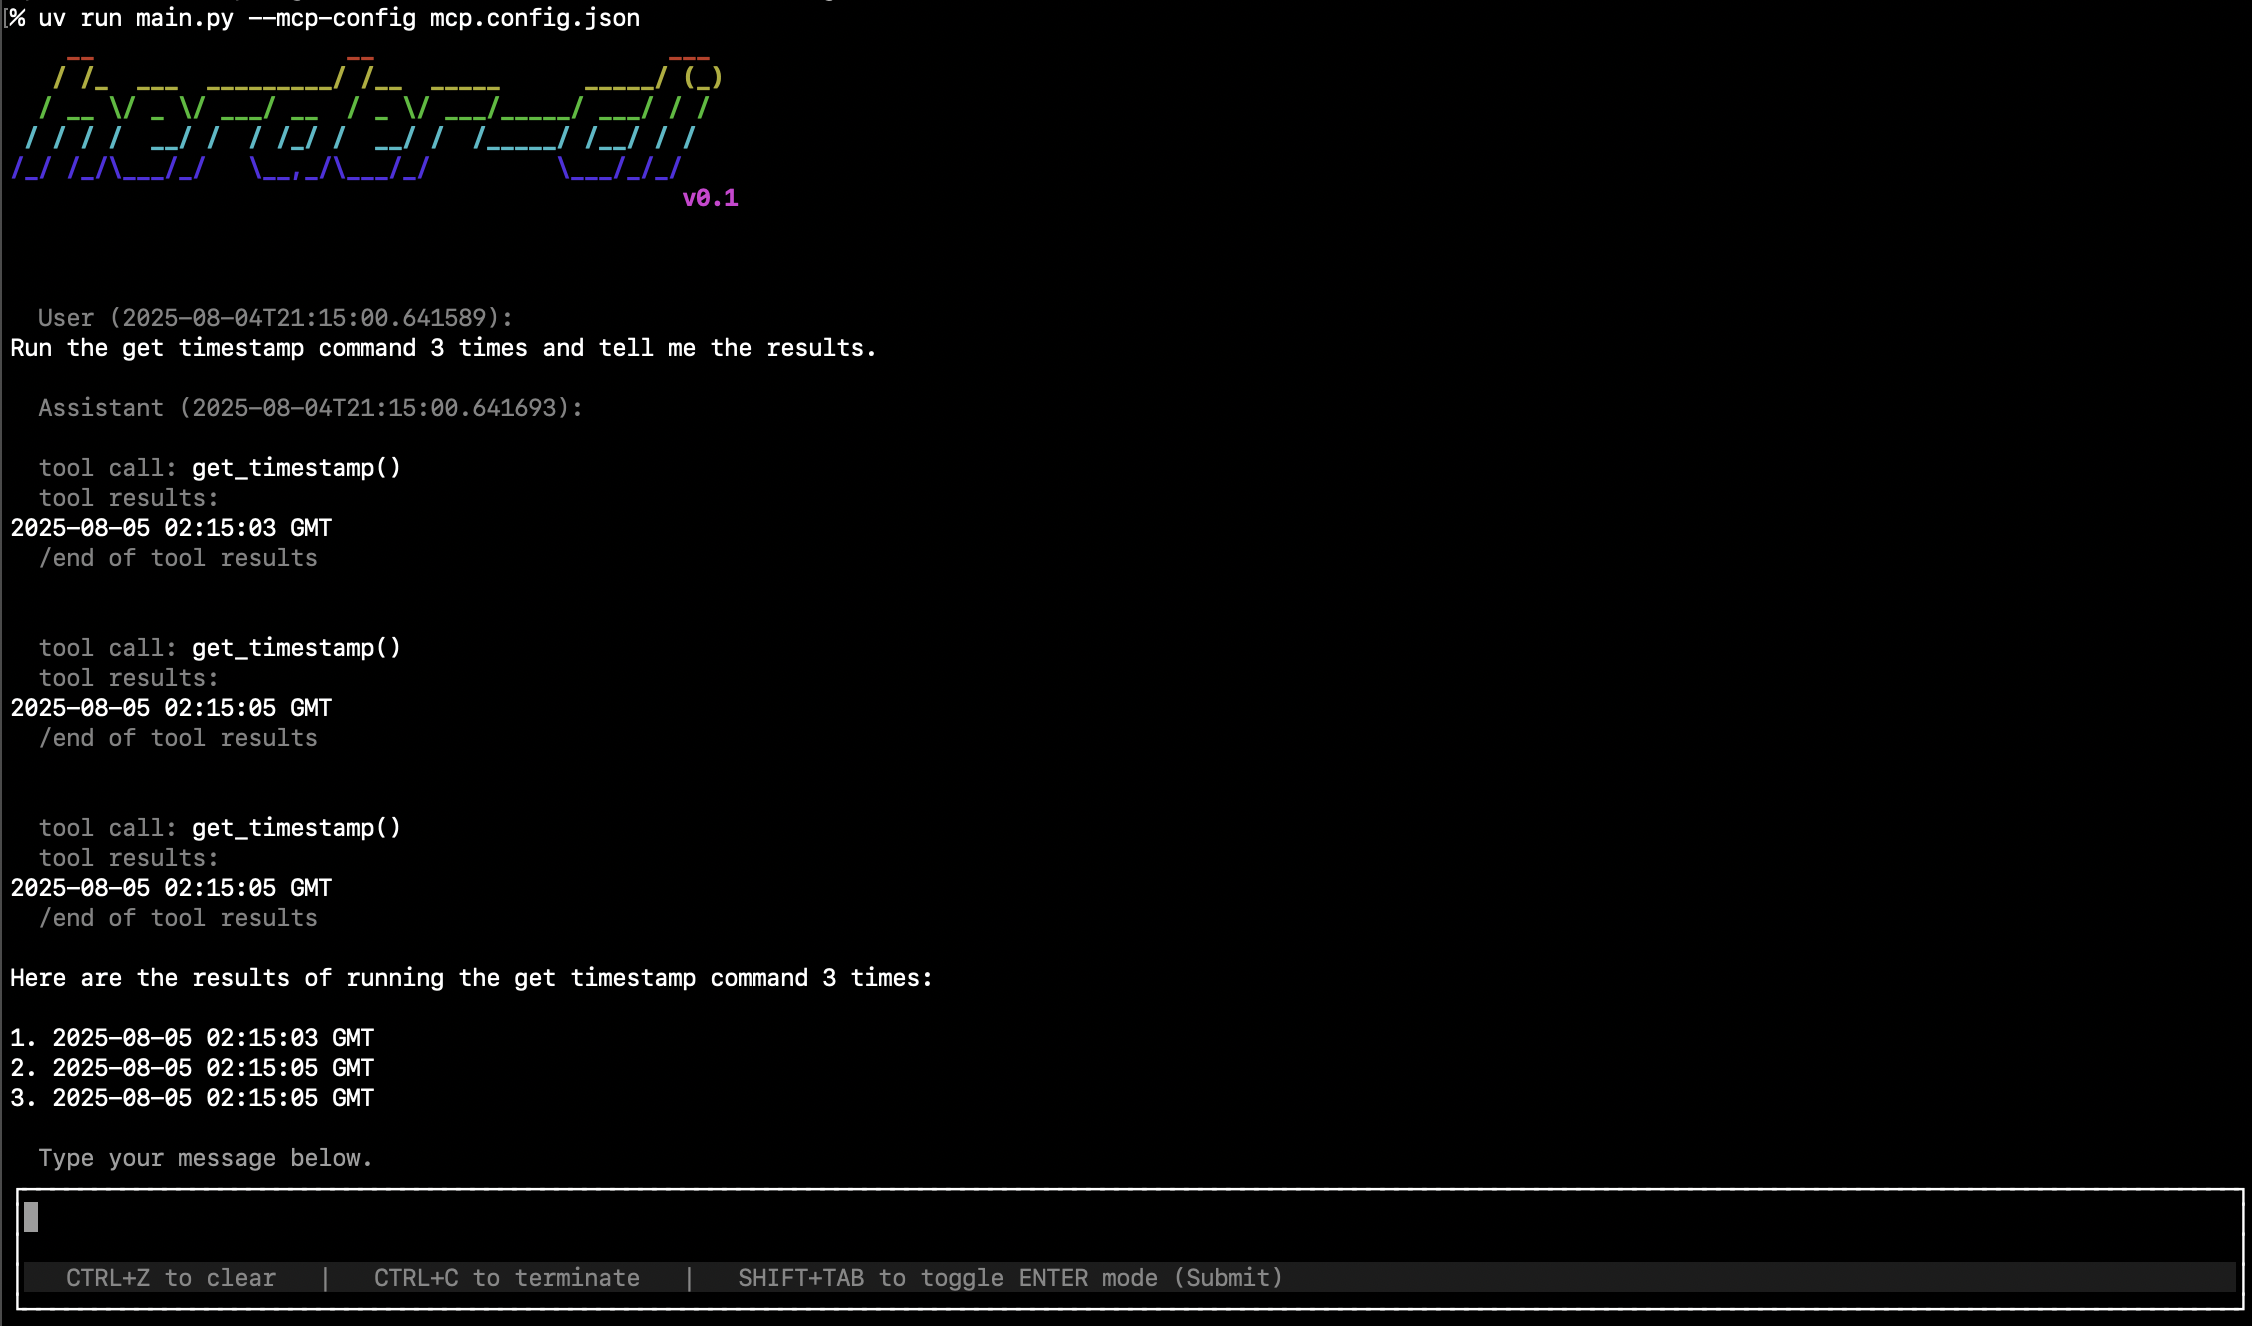 % uv run main.py --mcp-config mcp.config.json
herder-cli
v0.1
User (2025-08-04T21:15:00.641589):
Run the get timestamp command 3 times and tell me the results.
Assistant (2025-08-04T21:15:00.641693):
tool call: get_timestamp()
tool results:
2025-08-05 02:15:03 GMT
/end of tool results
tool call: get_timestamp()
tool results:
2025-08-05 02:15:05 GMT
/end of tool results
tool call: get_timestamp()
tool results:
2025-08-05 02:15:05 GMT
/end of tool results
Here are the results of running the get timestamp command 3 times:
1. 2025-08-05 02:15:03 GMT
2. 2025-08-05 02:15:05 GMT
3. 2025-08-05 02:15:05 GMT
Type your message below.
CTRL+Z to clear | CTRL+C to terminate | SHIFT+TAB to toggle ENTER mode (Submit)